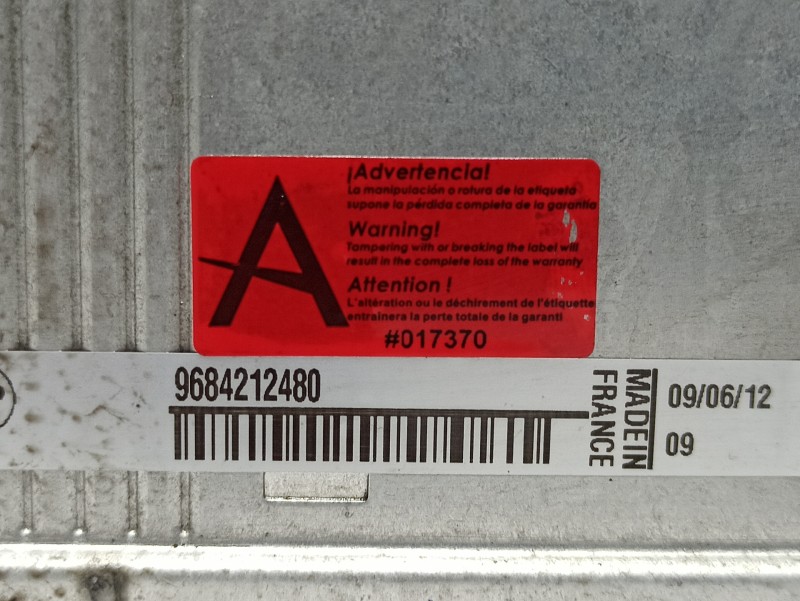 ¡Advertencia!
La manipulación o rotura de la etiqueta
supone la pérdida completa de la garantía
Warning!
Tampering with or breaking the label will
result in the complete loss of the warranty
Attention !
L'altération ou le déchirement de l'étiquette
entrainera la perte totale de la garanti
#017370
A
9684212480
MADE IN
FRANCE
09/06/12
09